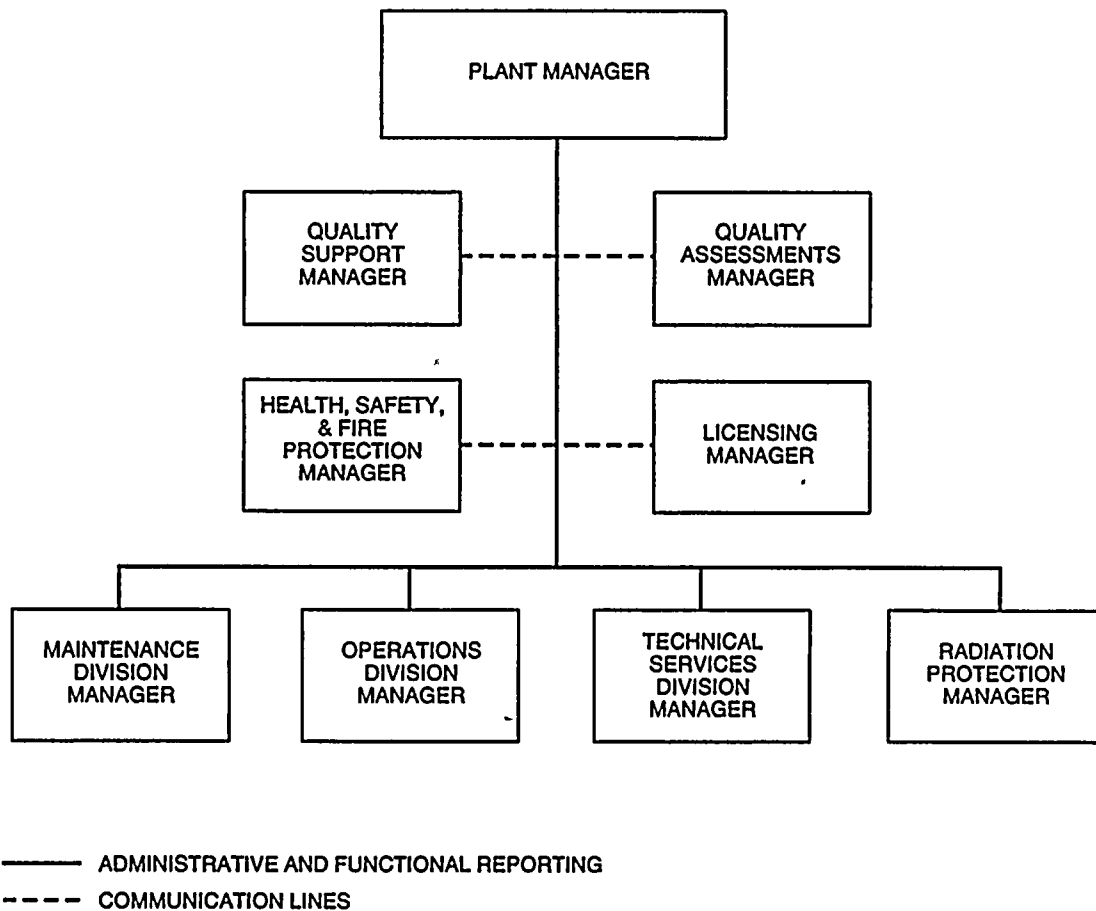 PLANT MANAGER
QUALITY
SUPPORT
MANAGER
QUALITY
ASSESSMENTS
MANAGER
HEALTH, SAFETY,
& FIRE
PROTECTION
MANAGER
LICENSING
MANAGER
MAINTENANCE
DIVISION
MANAGER
OPERATIONS
DIVISION
MANAGER
TECHNICAL
SERVICES
DIVISION
MANAGER
RADIATION
PROTECTION
MANAGER
ADMINISTRATIVE AND FUNCTIONAL REPORTING
COMMUNICATION LINES